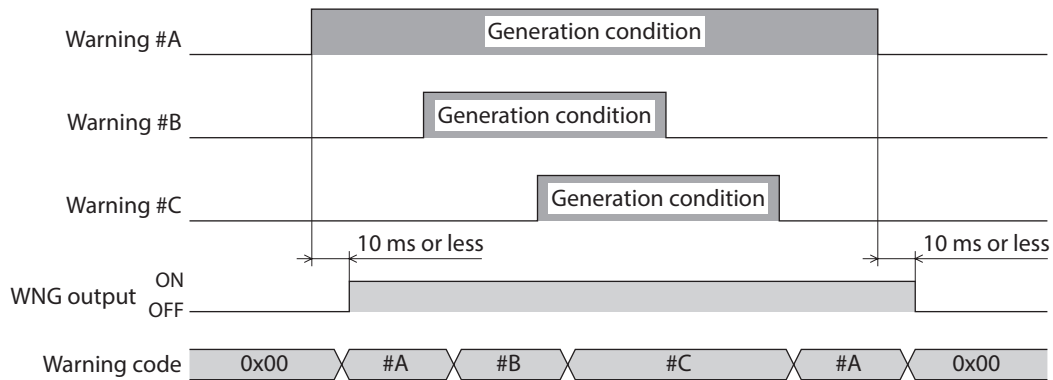 Warning #A
Generation condition
Warning #B
Generation condition
Warning #C
Generation condition
10 ms or less
10 ms or less
WNG output
ON
OFF
Warning code
0x00
#A
#B
#C
#A
0x00